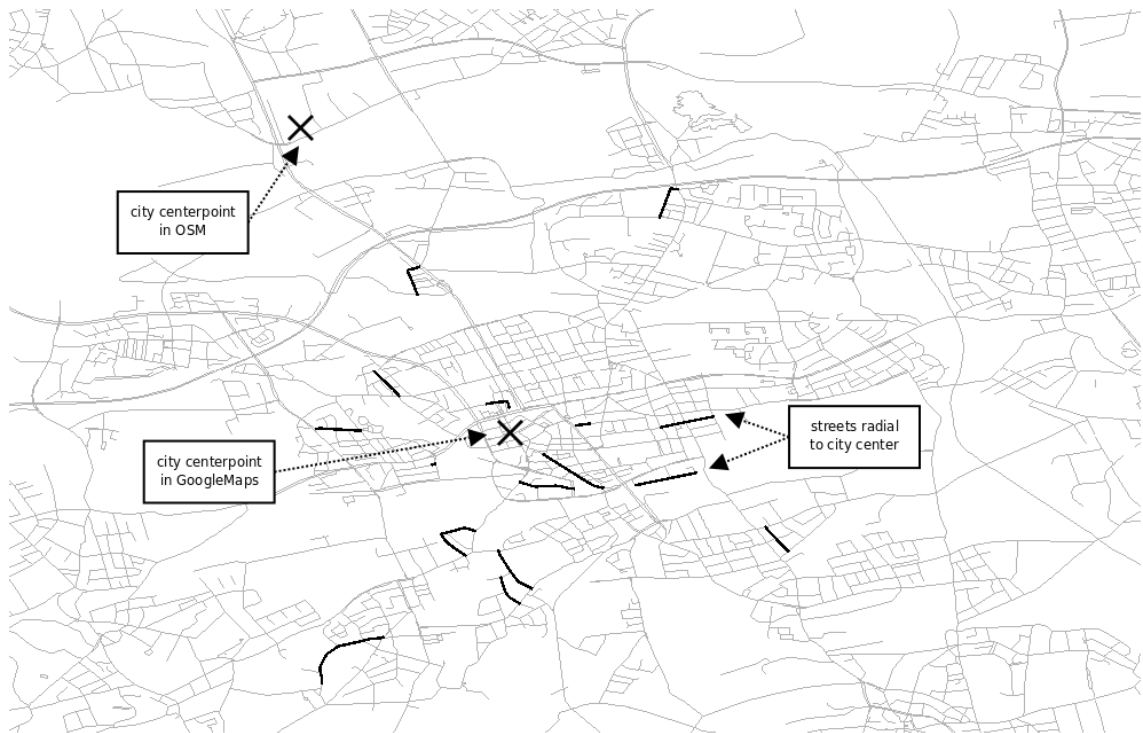 city centerpoint
in OSM
streets radial
to city center
city centerpoint
in GoogleMaps